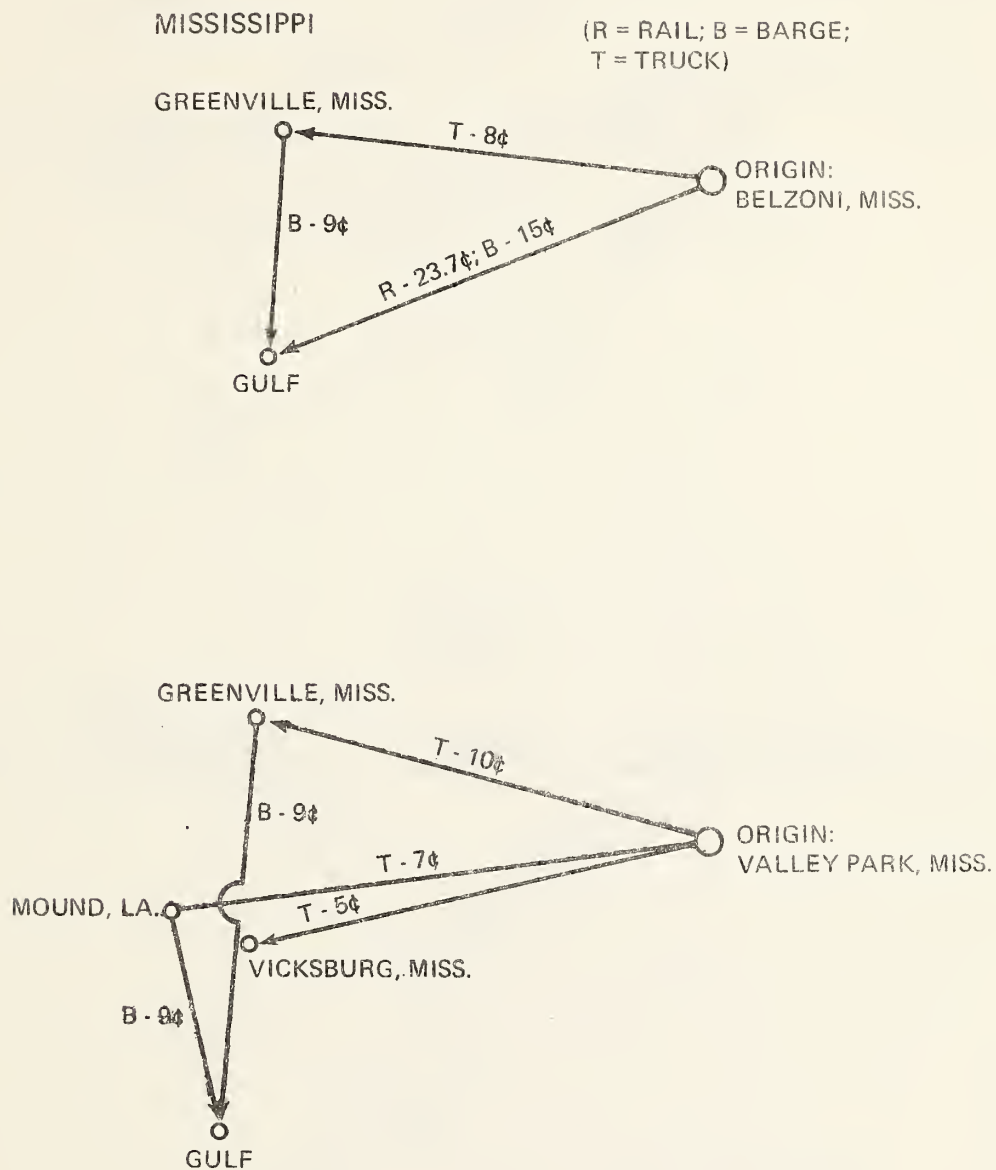 MISSISSIPPI
(R = RAIL; B = BARGE;
T = TRUCK)
GREENVILLE, MISS.
T - 8¢
ORIGIN:
BELZONI, MISS.
B - 9¢
R - 23.7¢; B - 15¢
GULF
GREENVILLE, MISS.
T - 10¢
B - 9¢
ORIGIN:
VALLEY PARK, MISS.
T - 7¢
MOUND, LA.
T - 5¢
VICKSBURG, MISS.
B - 9¢
GULF